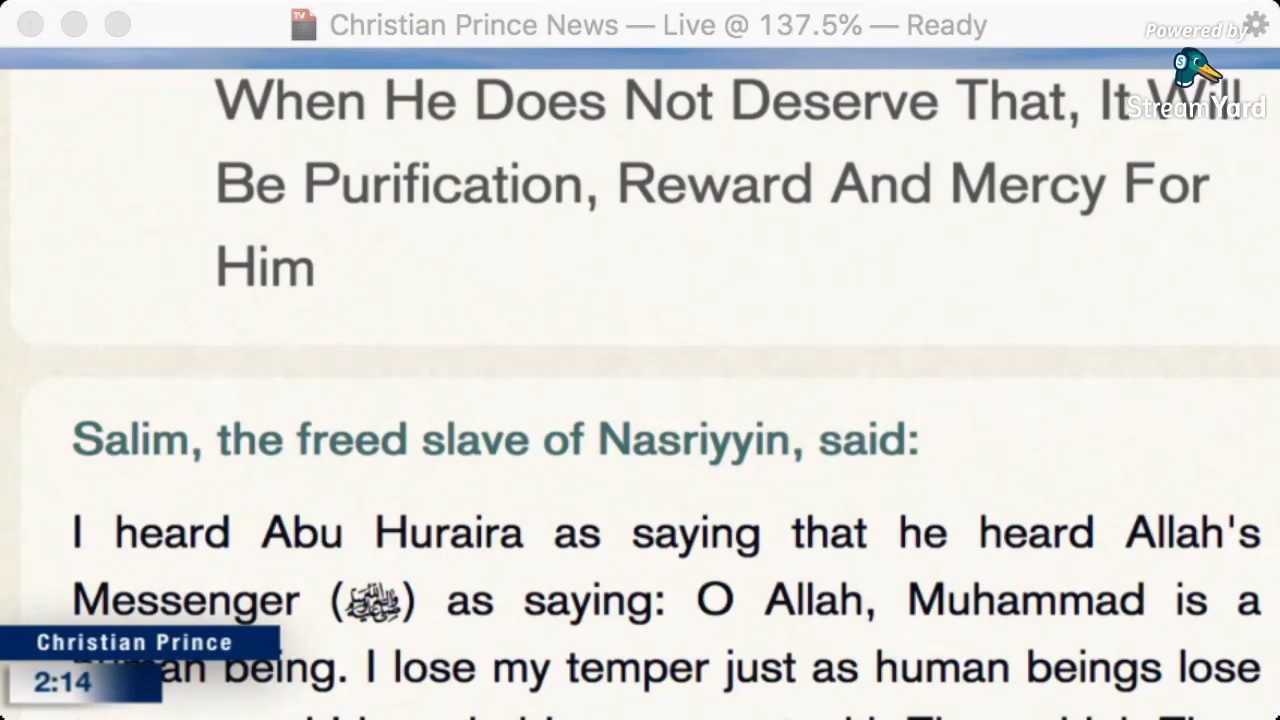 Christian Prince News — Live @ 137.5% — Ready
Powered by
StreamYard
When He Does Not Deserve That, It Will
Be Purification, Reward And Mercy For
Him
Salim, the freed slave of Nasriyyin, said:
I heard Abu Huraira as saying that he heard Allah's
Messenger (ﷺ) as saying: O Allah, Muhammad is a
human being. I lose my temper just as human beings lose
Christian Prince
2:14